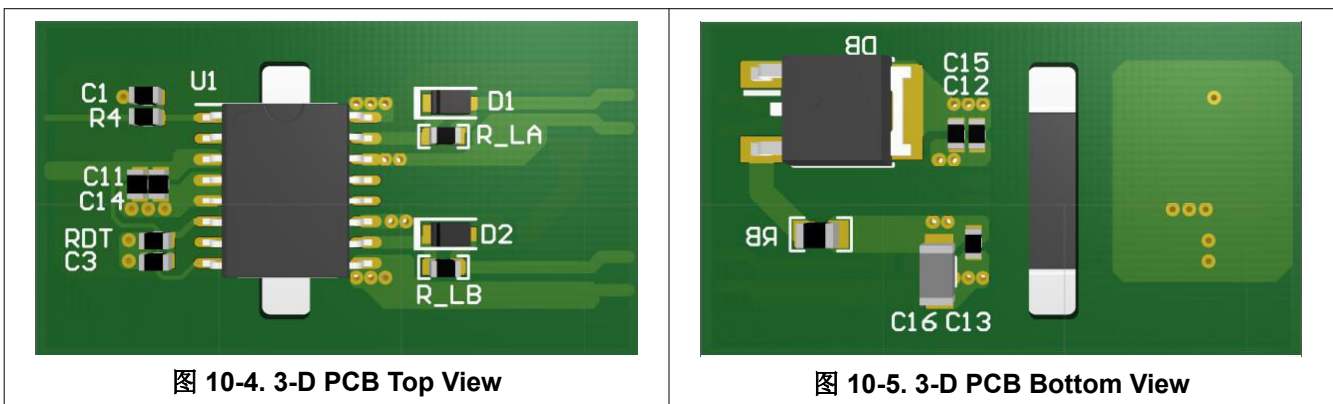 U1
C1
R4
C11
C14
RDT
C3
D1
R_LA
D2
R_LB
图 10-4. 3-D PCB Top View
DB
C15
C12
RB
C16 C13
图 10-5. 3-D PCB Bottom View